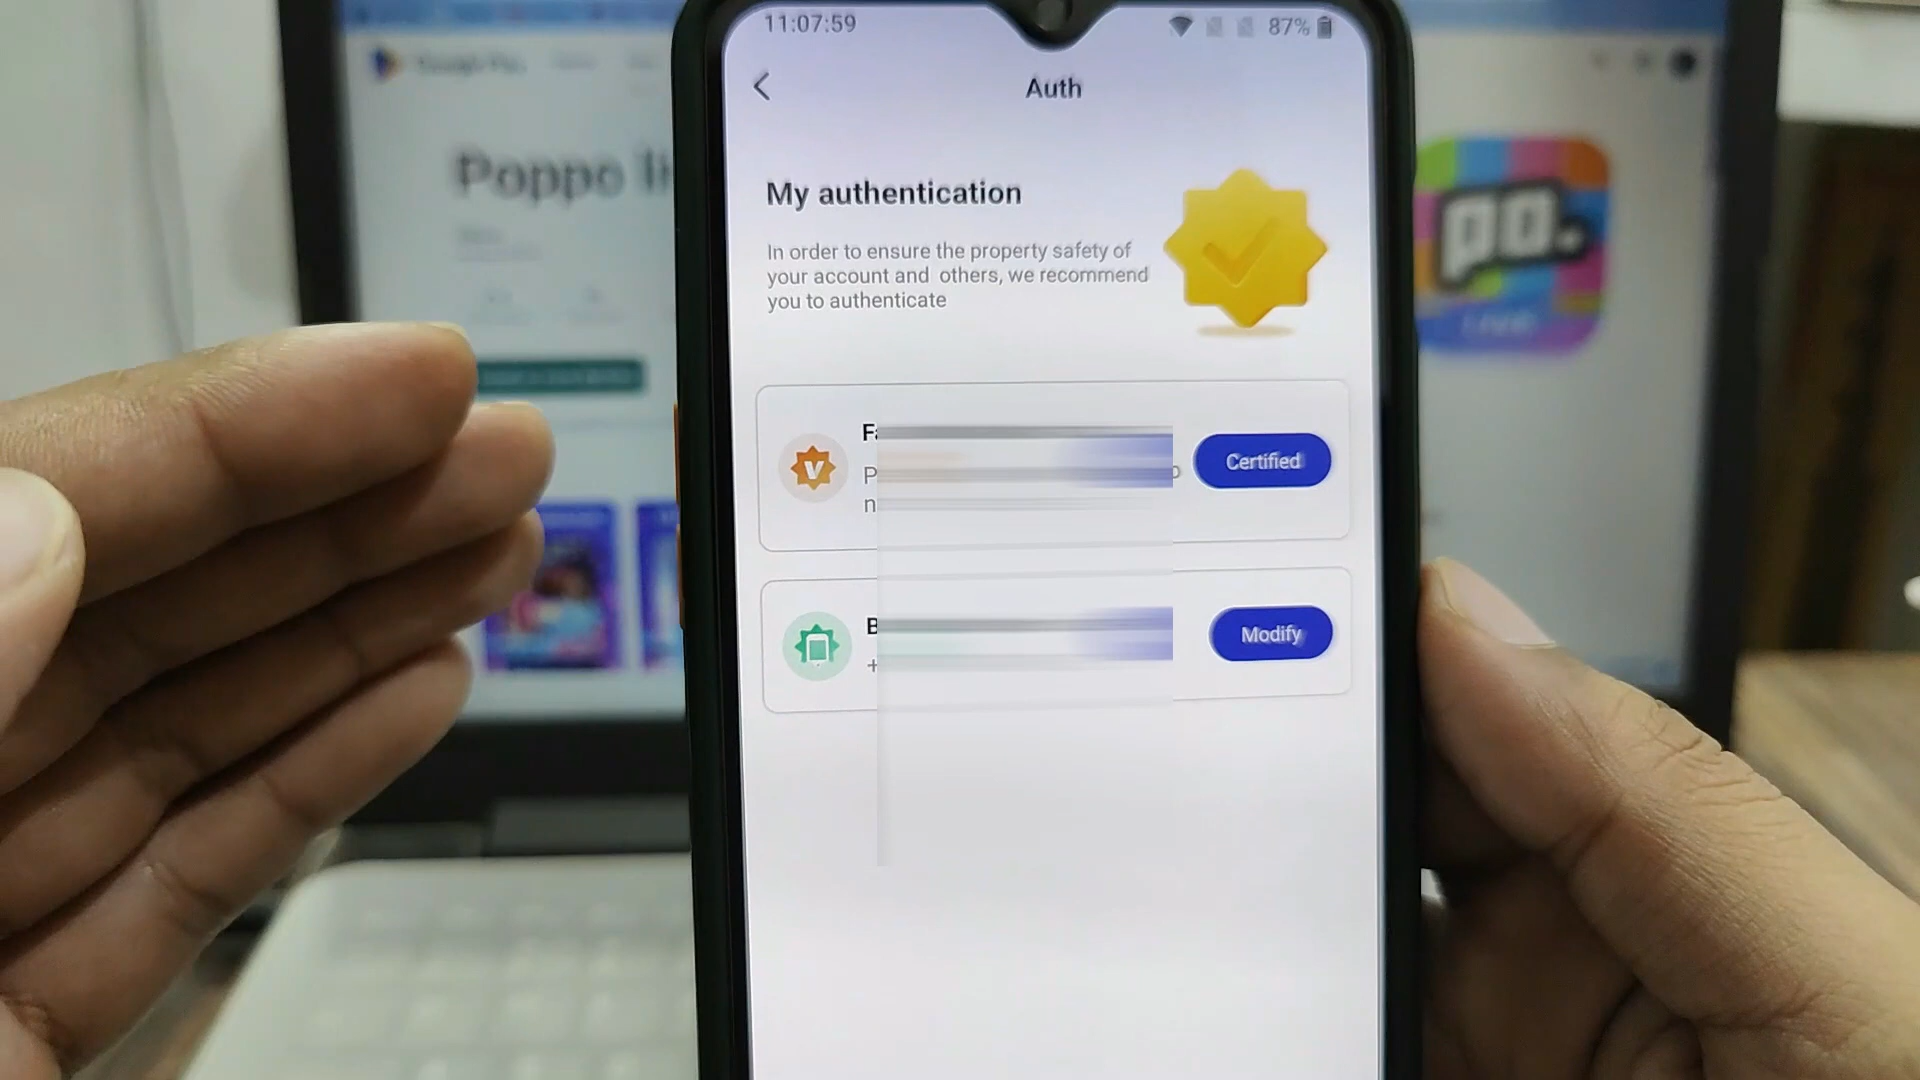 11:07:59
87%
Auth
My authentication
In order to ensure the property safety of
your account and others, we recommend
you to authenticate
Certified
Modify
Poppo
po.